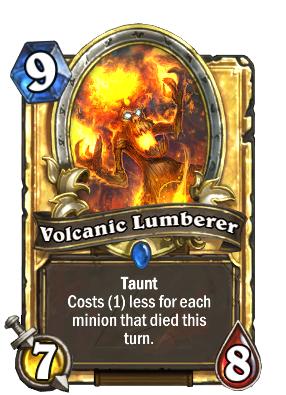 9
Volcanic Lumberer
Taunt
Costs (1) less for each
minion that died this
turn.
7
8